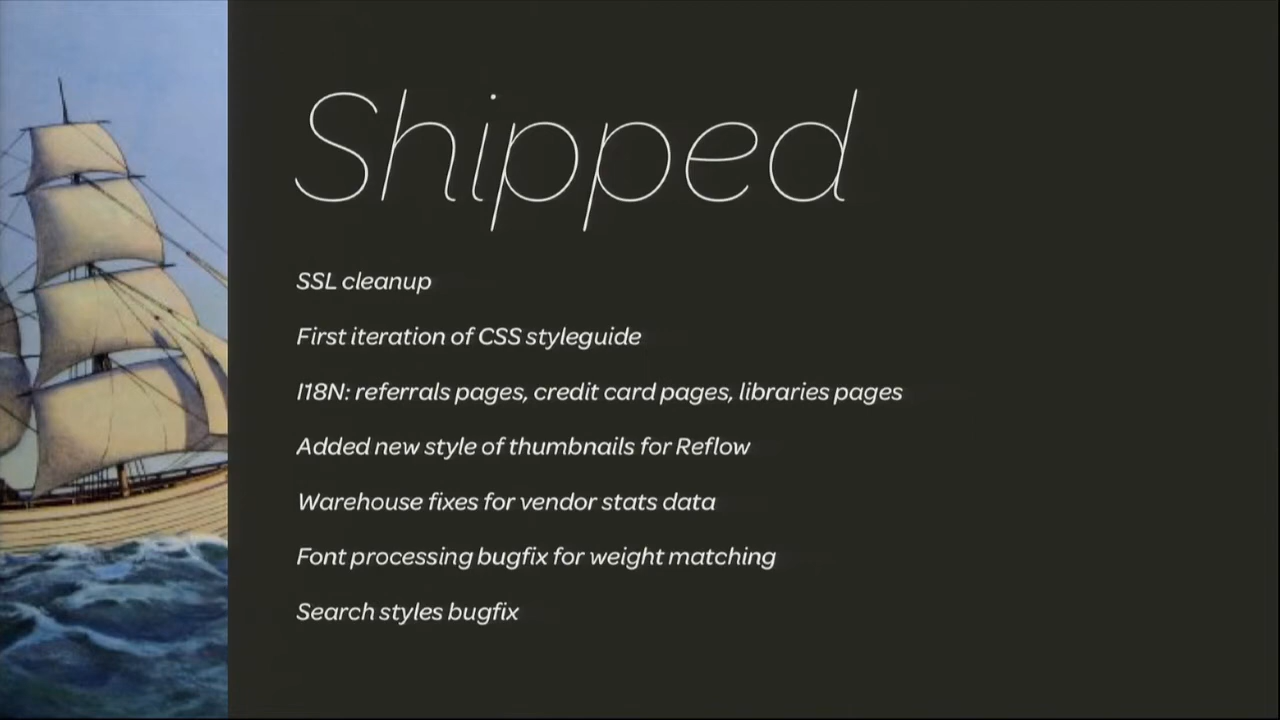 Shipped
SSL cleanup
First iteration of CSS styleguide
I18N: referrals pages, credit card pages, libraries pages
Added new style of thumbnails for Reflow
Warehouse fixes for vendor stats data
Font processing bugfix for weight matching
Search styles bugfix